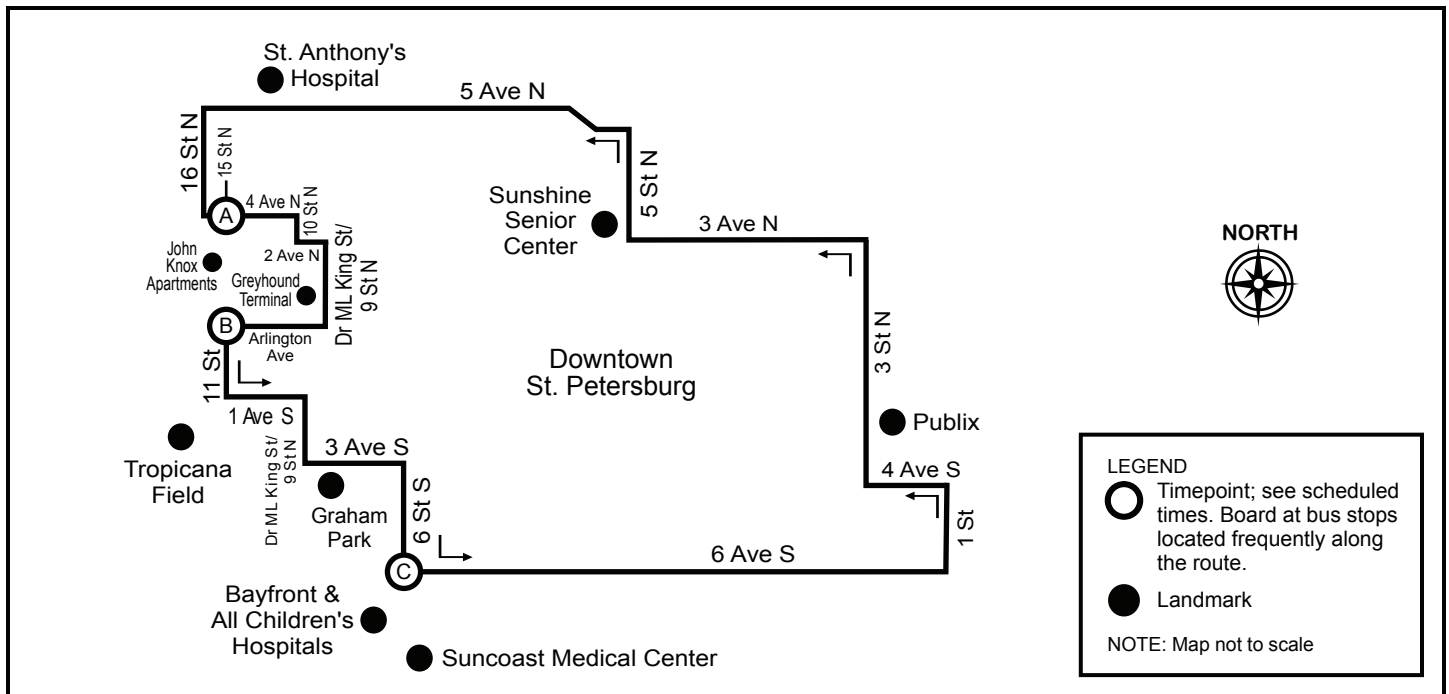 St. Anthony's
Hospital
5 Ave N
16 St N
15 St N
A
4 Ave N
10 St N
2 Ave N
John
Knox
Apartments
Greyhound
Terminal
Dr ML King St/
9 St N
B
Arlington
Ave
11 St
1 Ave S
Tropicana
Field
Dr ML King St/
9 St N
3 Ave S
Graham
Park
6 St S
C
Bayfront &
All Children's
Hospitals
Suncoast Medical Center
6 Ave S
1 St
4 Ave S
Publix
3 St N
3 Ave N
5 St N
Sunshine
Senior
Center
Downtown
St. Petersburg
NORTH
LEGEND
Timepoint; see scheduled
times. Board at bus stops
located frequently along
the route.
Landmark
NOTE: Map not to scale